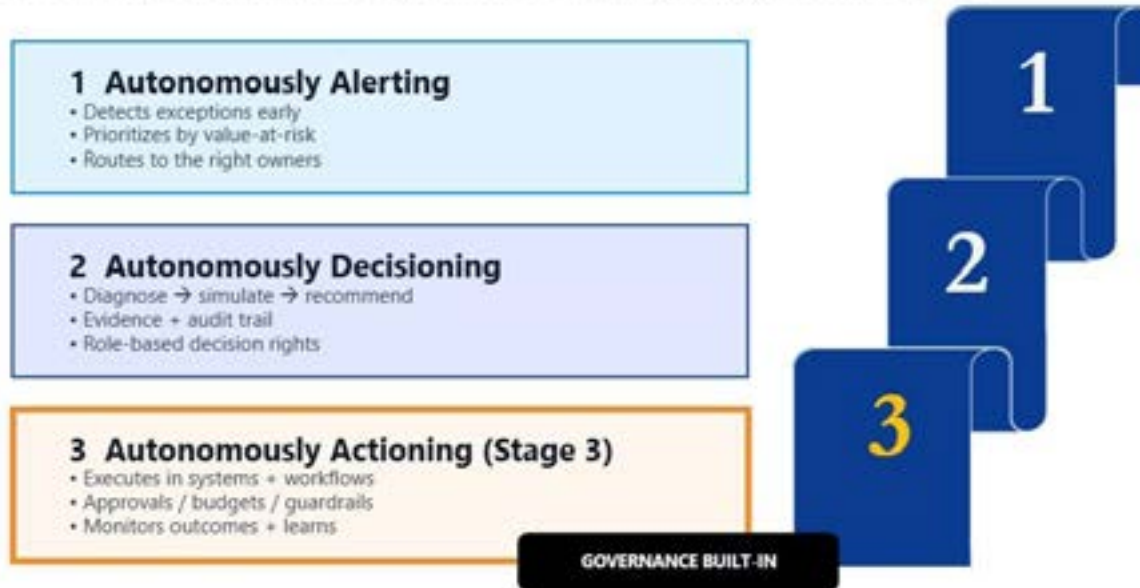 1 Autonomously Alerting
• Detects exceptions early
• Prioritizes by value-at-risk
• Routes to the right owners
2 Autonomously Decisioning
• Diagnose → simulate → recommend
• Evidence + audit trail
• Role-based decision rights
3 Autonomously Actioning (Stage 3)
• Executes in systems + workflows
• Approvals / budgets / guardrails
• Monitors outcomes + learns
GOVERNANCE BUILT-IN
1
2
3